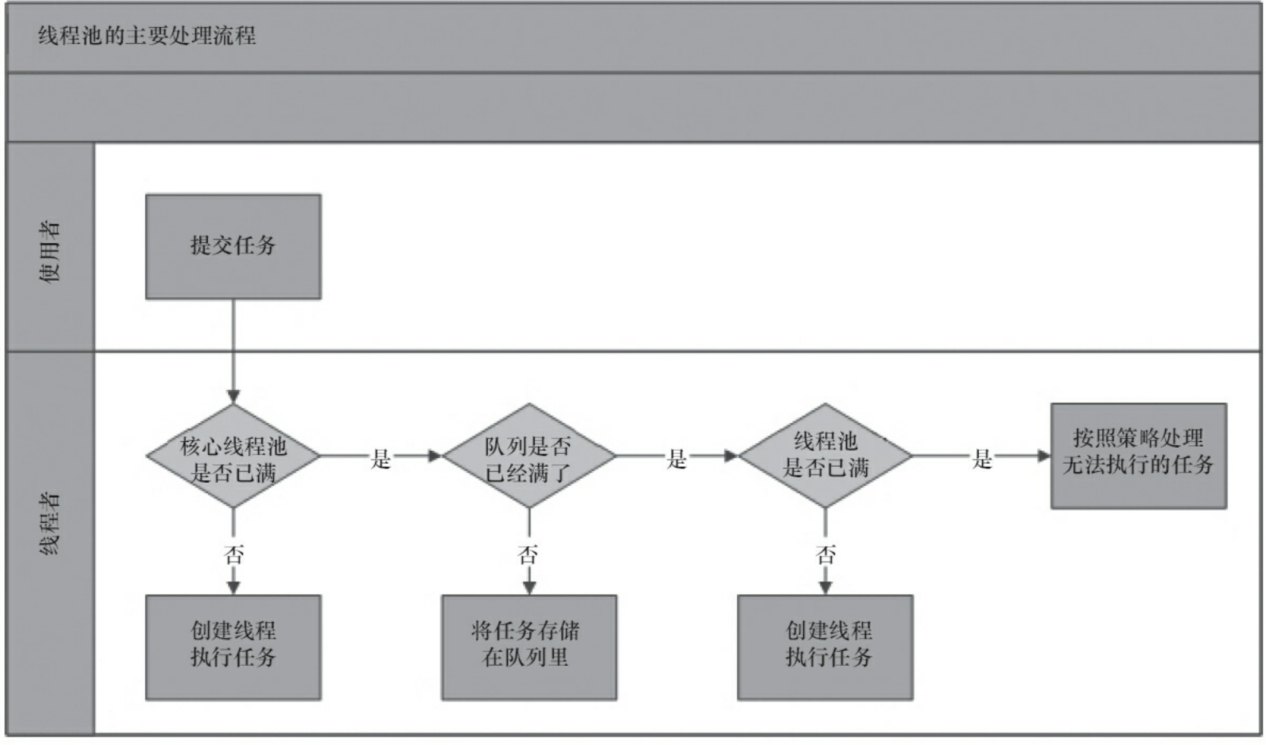 线程池的主要处理流程
使用者
提交任务
线程者
核心线程池
是否已满
是
队列是否
已经满了
是
线程池
是否已满
是
按照策略处理
无法执行的任务
否
否
否
创建线程
执行任务
将任务存储
在队列里
创建线程
执行任务